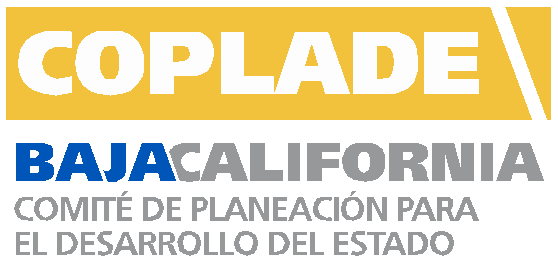 COPLADE
BAJACALIFORNIA
COMITÉ DE PLANEACIÓN PARA
EL DESARROLLO DEL ESTADO